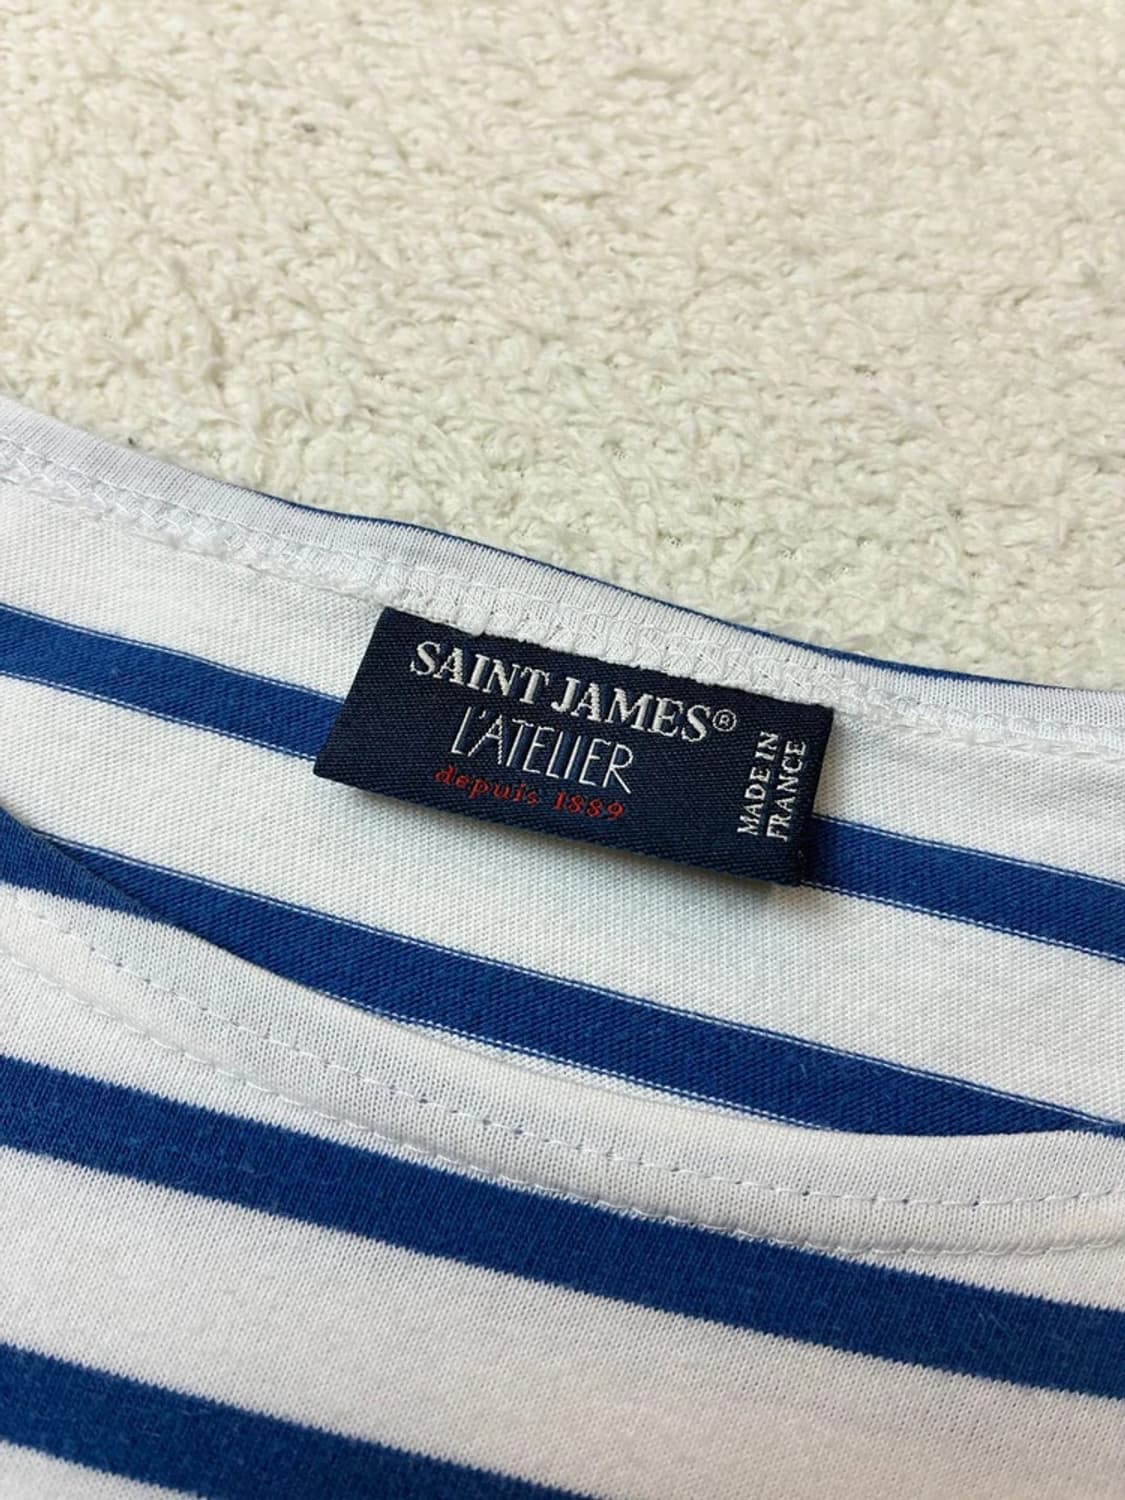 SAINT JAMES®
L'ATELIER
depuis 1889
MADE IN
FRANCE